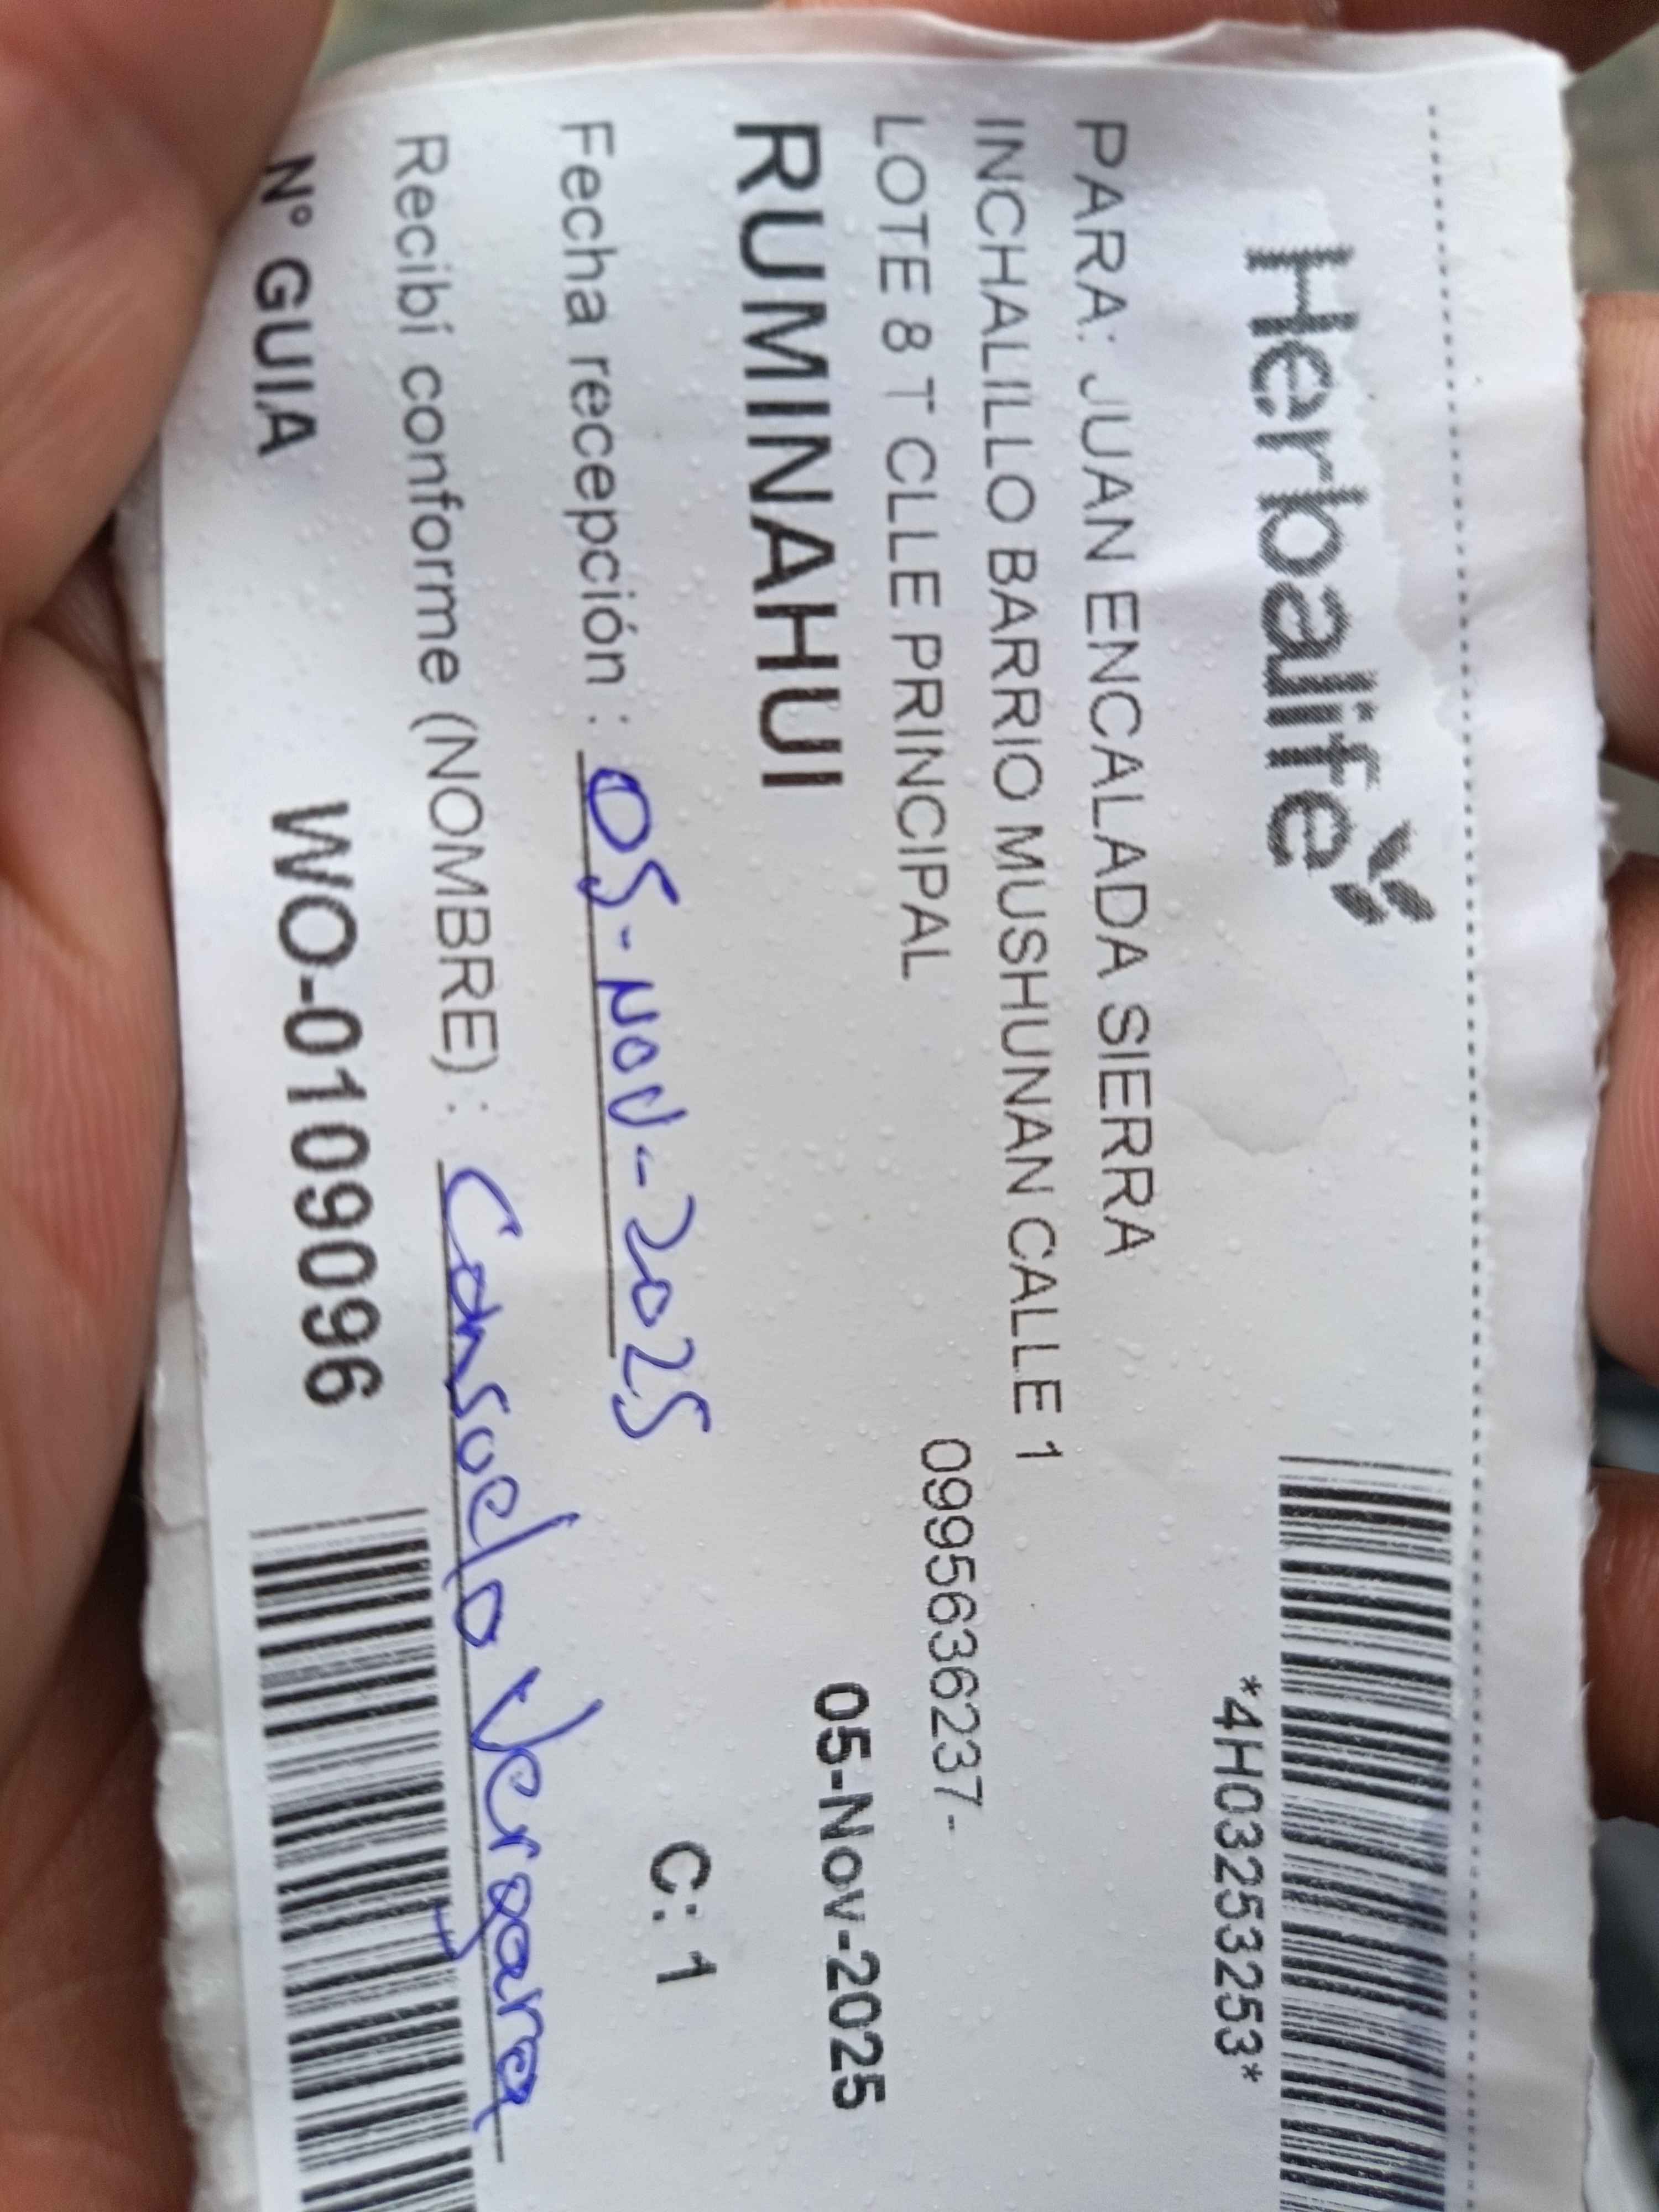 Herbalife
*4H03253253*
PARA: JUAN ENCALADA SIERRA
INCHALILLO BARRIO MUSHUNAN CALLE 1
LOTE 8 T CLLE PRINCIPAL 0995636237-
RUMINAHUI 05-Nov-2025
C: 1
Fecha recepción : 05-NOV-2025
Recibí conforme (NOMBRE) : Consuelo Vergara
N° GUIA WO-0109096